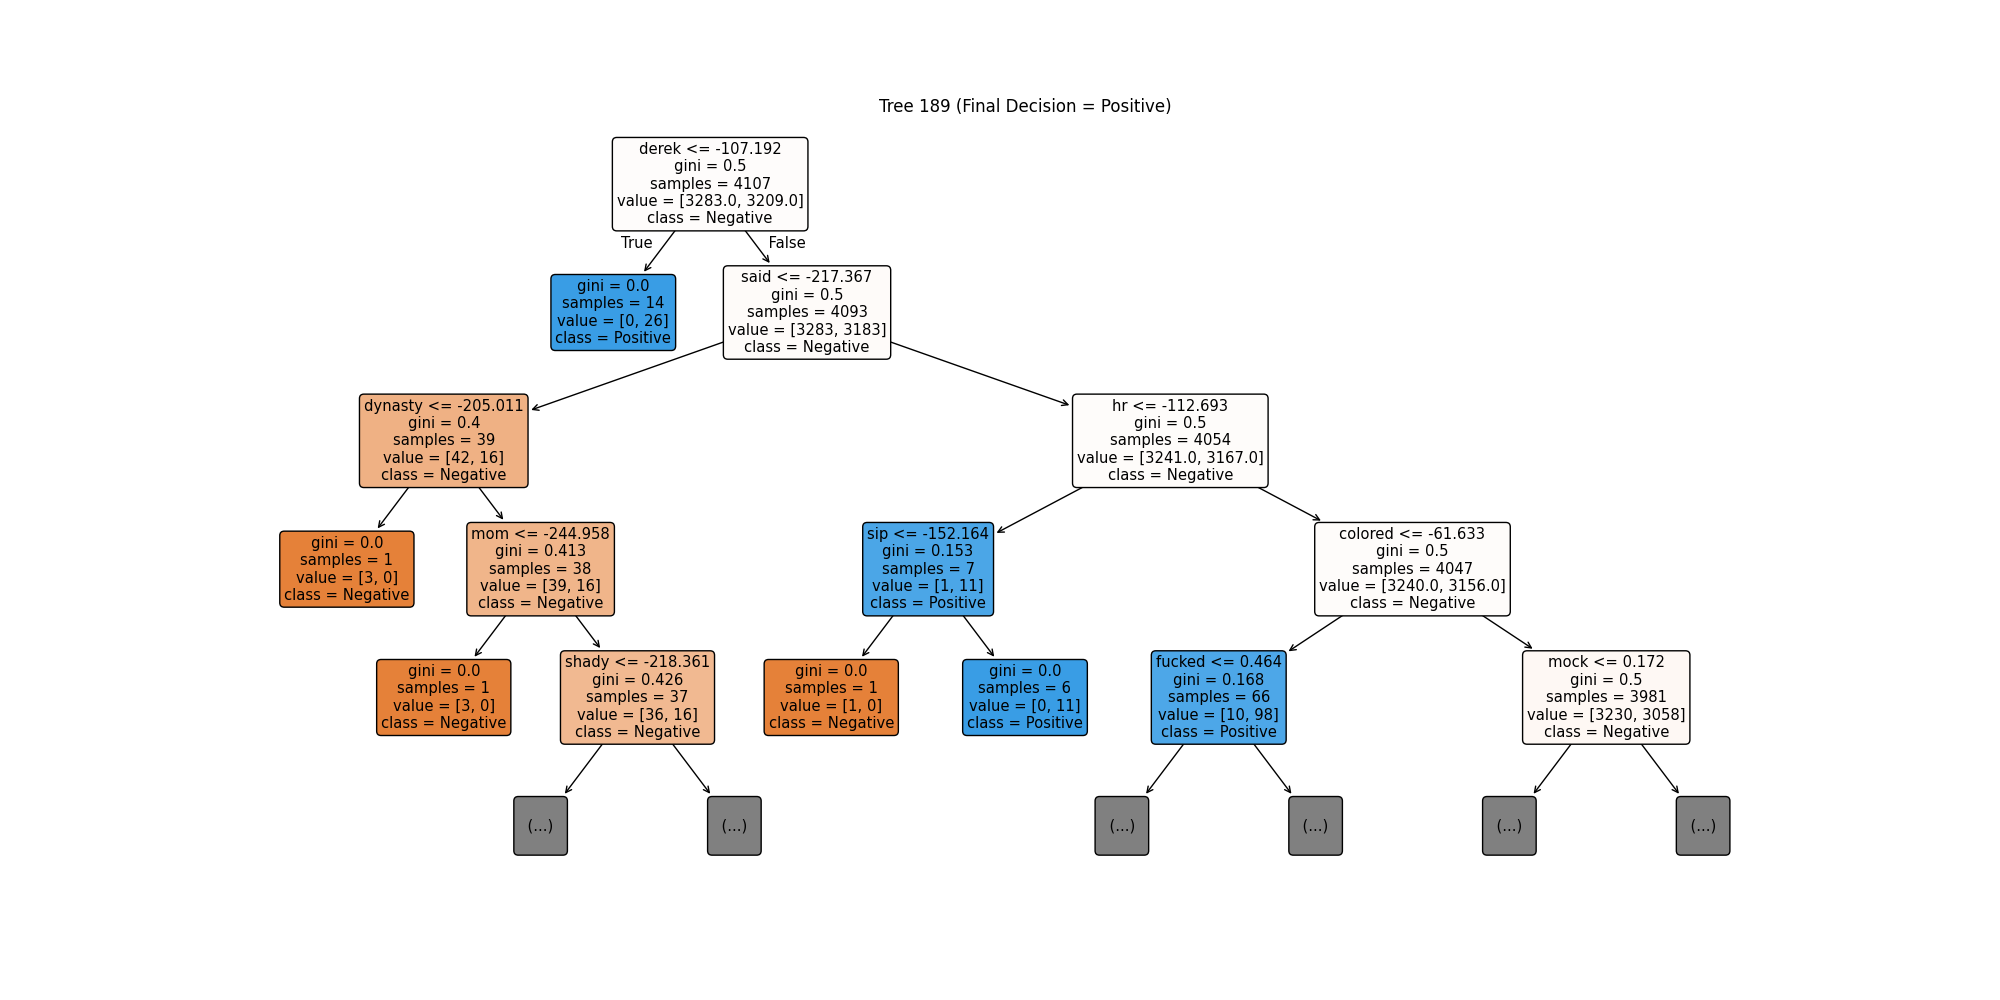 Tree 189 (Final Decision = Positive)
derek <= -107.192
gini = 0.5
samples = 4107
value = [3283.0, 3209.0]
class = Negative
True
False
gini = 0.0
samples = 14
value = [0, 26]
class = Positive
said <= -217.367
gini = 0.5
samples = 4093
value = [3283, 3183]
class = Negative
dynasty <= -205.011
gini = 0.4
samples = 39
value = [42, 16]
class = Negative
hr <= -112.693
gini = 0.5
samples = 4054
value = [3241.0, 3167.0]
class = Negative
gini = 0.0
samples = 1
value = [3, 0]
class = Negative
mom <= -244.958
gini = 0.413
samples = 38
value = [39, 16]
class = Negative
sip <= -152.164
gini = 0.153
samples = 7
value = [1, 11]
class = Positive
colored <= -61.633
gini = 0.5
samples = 4047
value = [3240.0, 3156.0]
class = Negative
gini = 0.0
samples = 1
value = [3, 0]
class = Negative
shady <= -218.361
gini = 0.426
samples = 37
value = [36, 16]
class = Negative
gini = 0.0
samples = 1
value = [1, 0]
class = Negative
gini = 0.0
samples = 6
value = [0, 11]
class = Positive
fucked <= 0.464
gini = 0.168
samples = 66
value = [10, 98]
class = Positive
mock <= 0.172
gini = 0.5
samples = 3981
value = [3230, 3058]
class = Negative
(...)
(...)
(...)
(...)
(...)
(...)